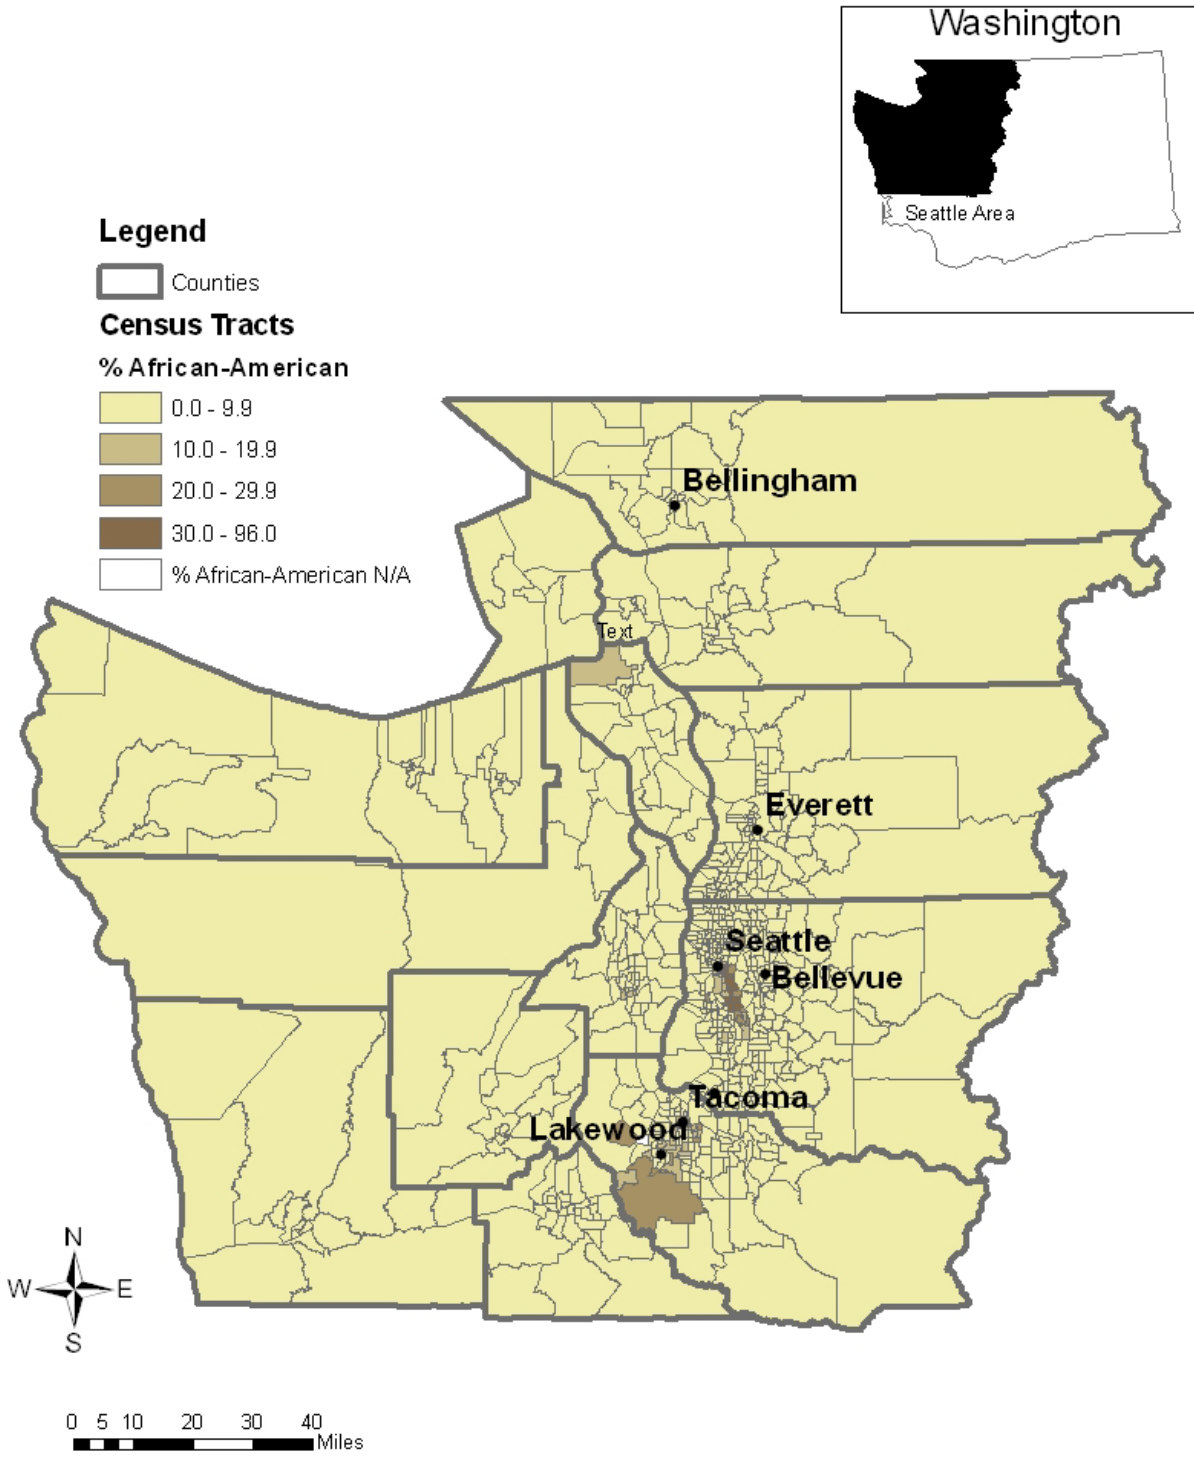 Washington
Seattle Area
Legend
Counties
Census Tracts
% African-American
0.0 - 9.9
10.0 - 19.9
20.0 - 29.9
30.0 - 96.0
% African-American N/A
Bellingham
Text
Everett
Seattle
Bellevue
Tacoma
Lakewood
N
W E
S
0 5 10 20 30 40
Miles